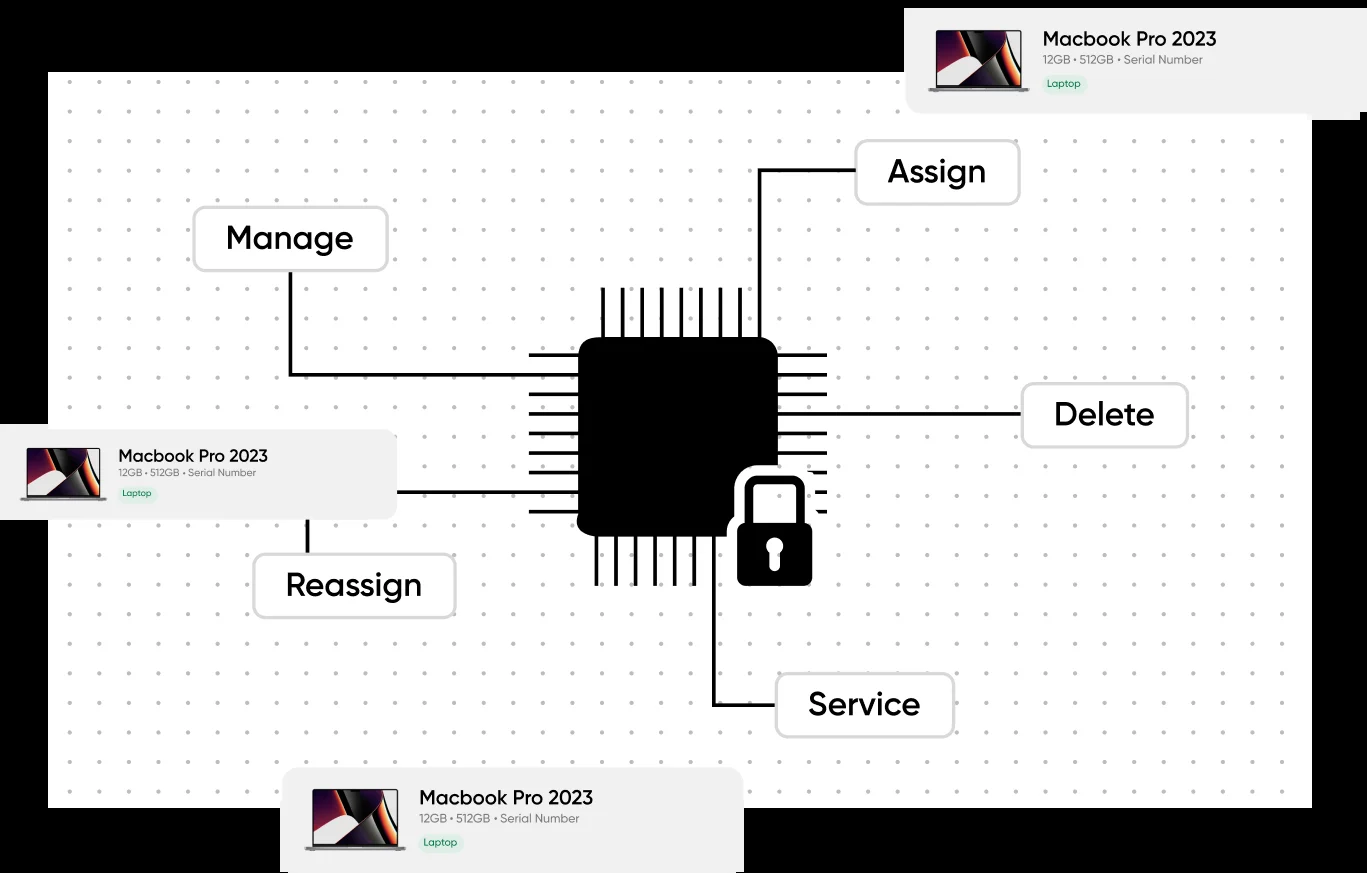 Macbook Pro 2023
12GB • 512GB • Serial Number
Laptop
Assign
Manage
Delete
Macbook Pro 2023
12GB • 512GB • Serial Number
Laptop
Reassign
Service
Macbook Pro 2023
12GB • 512GB • Serial Number
Laptop